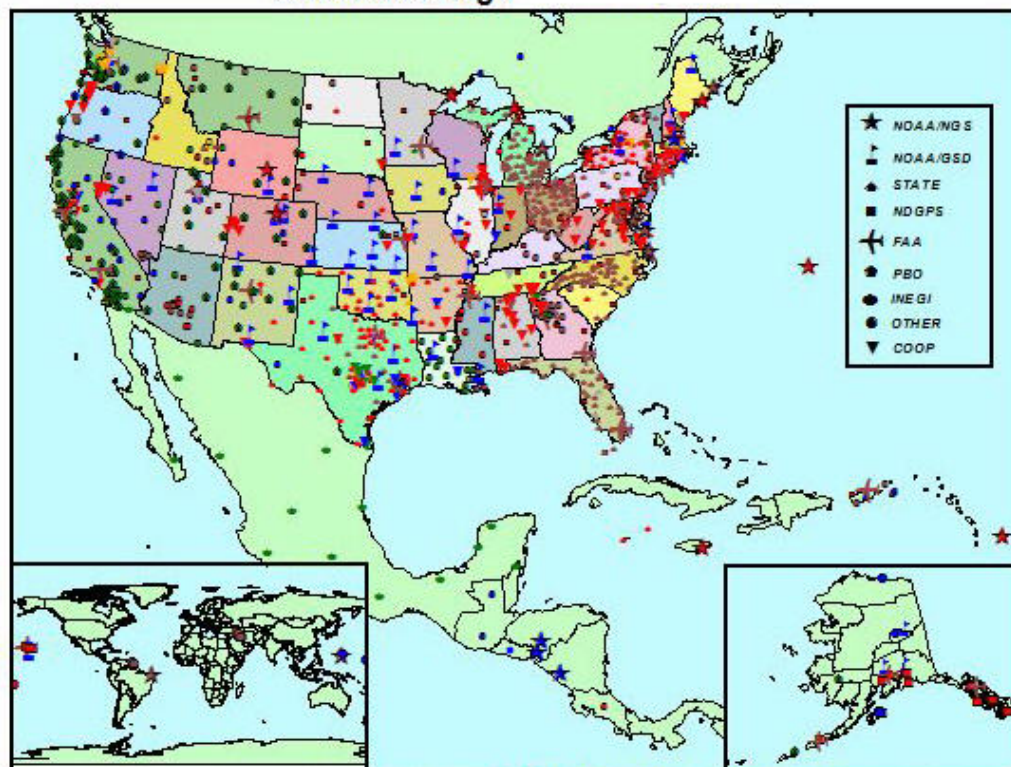 NOAA/NGS
NOAA/GSD
STATE
NDGPS
FAA
PBO
INEGI
OTHER
COOP